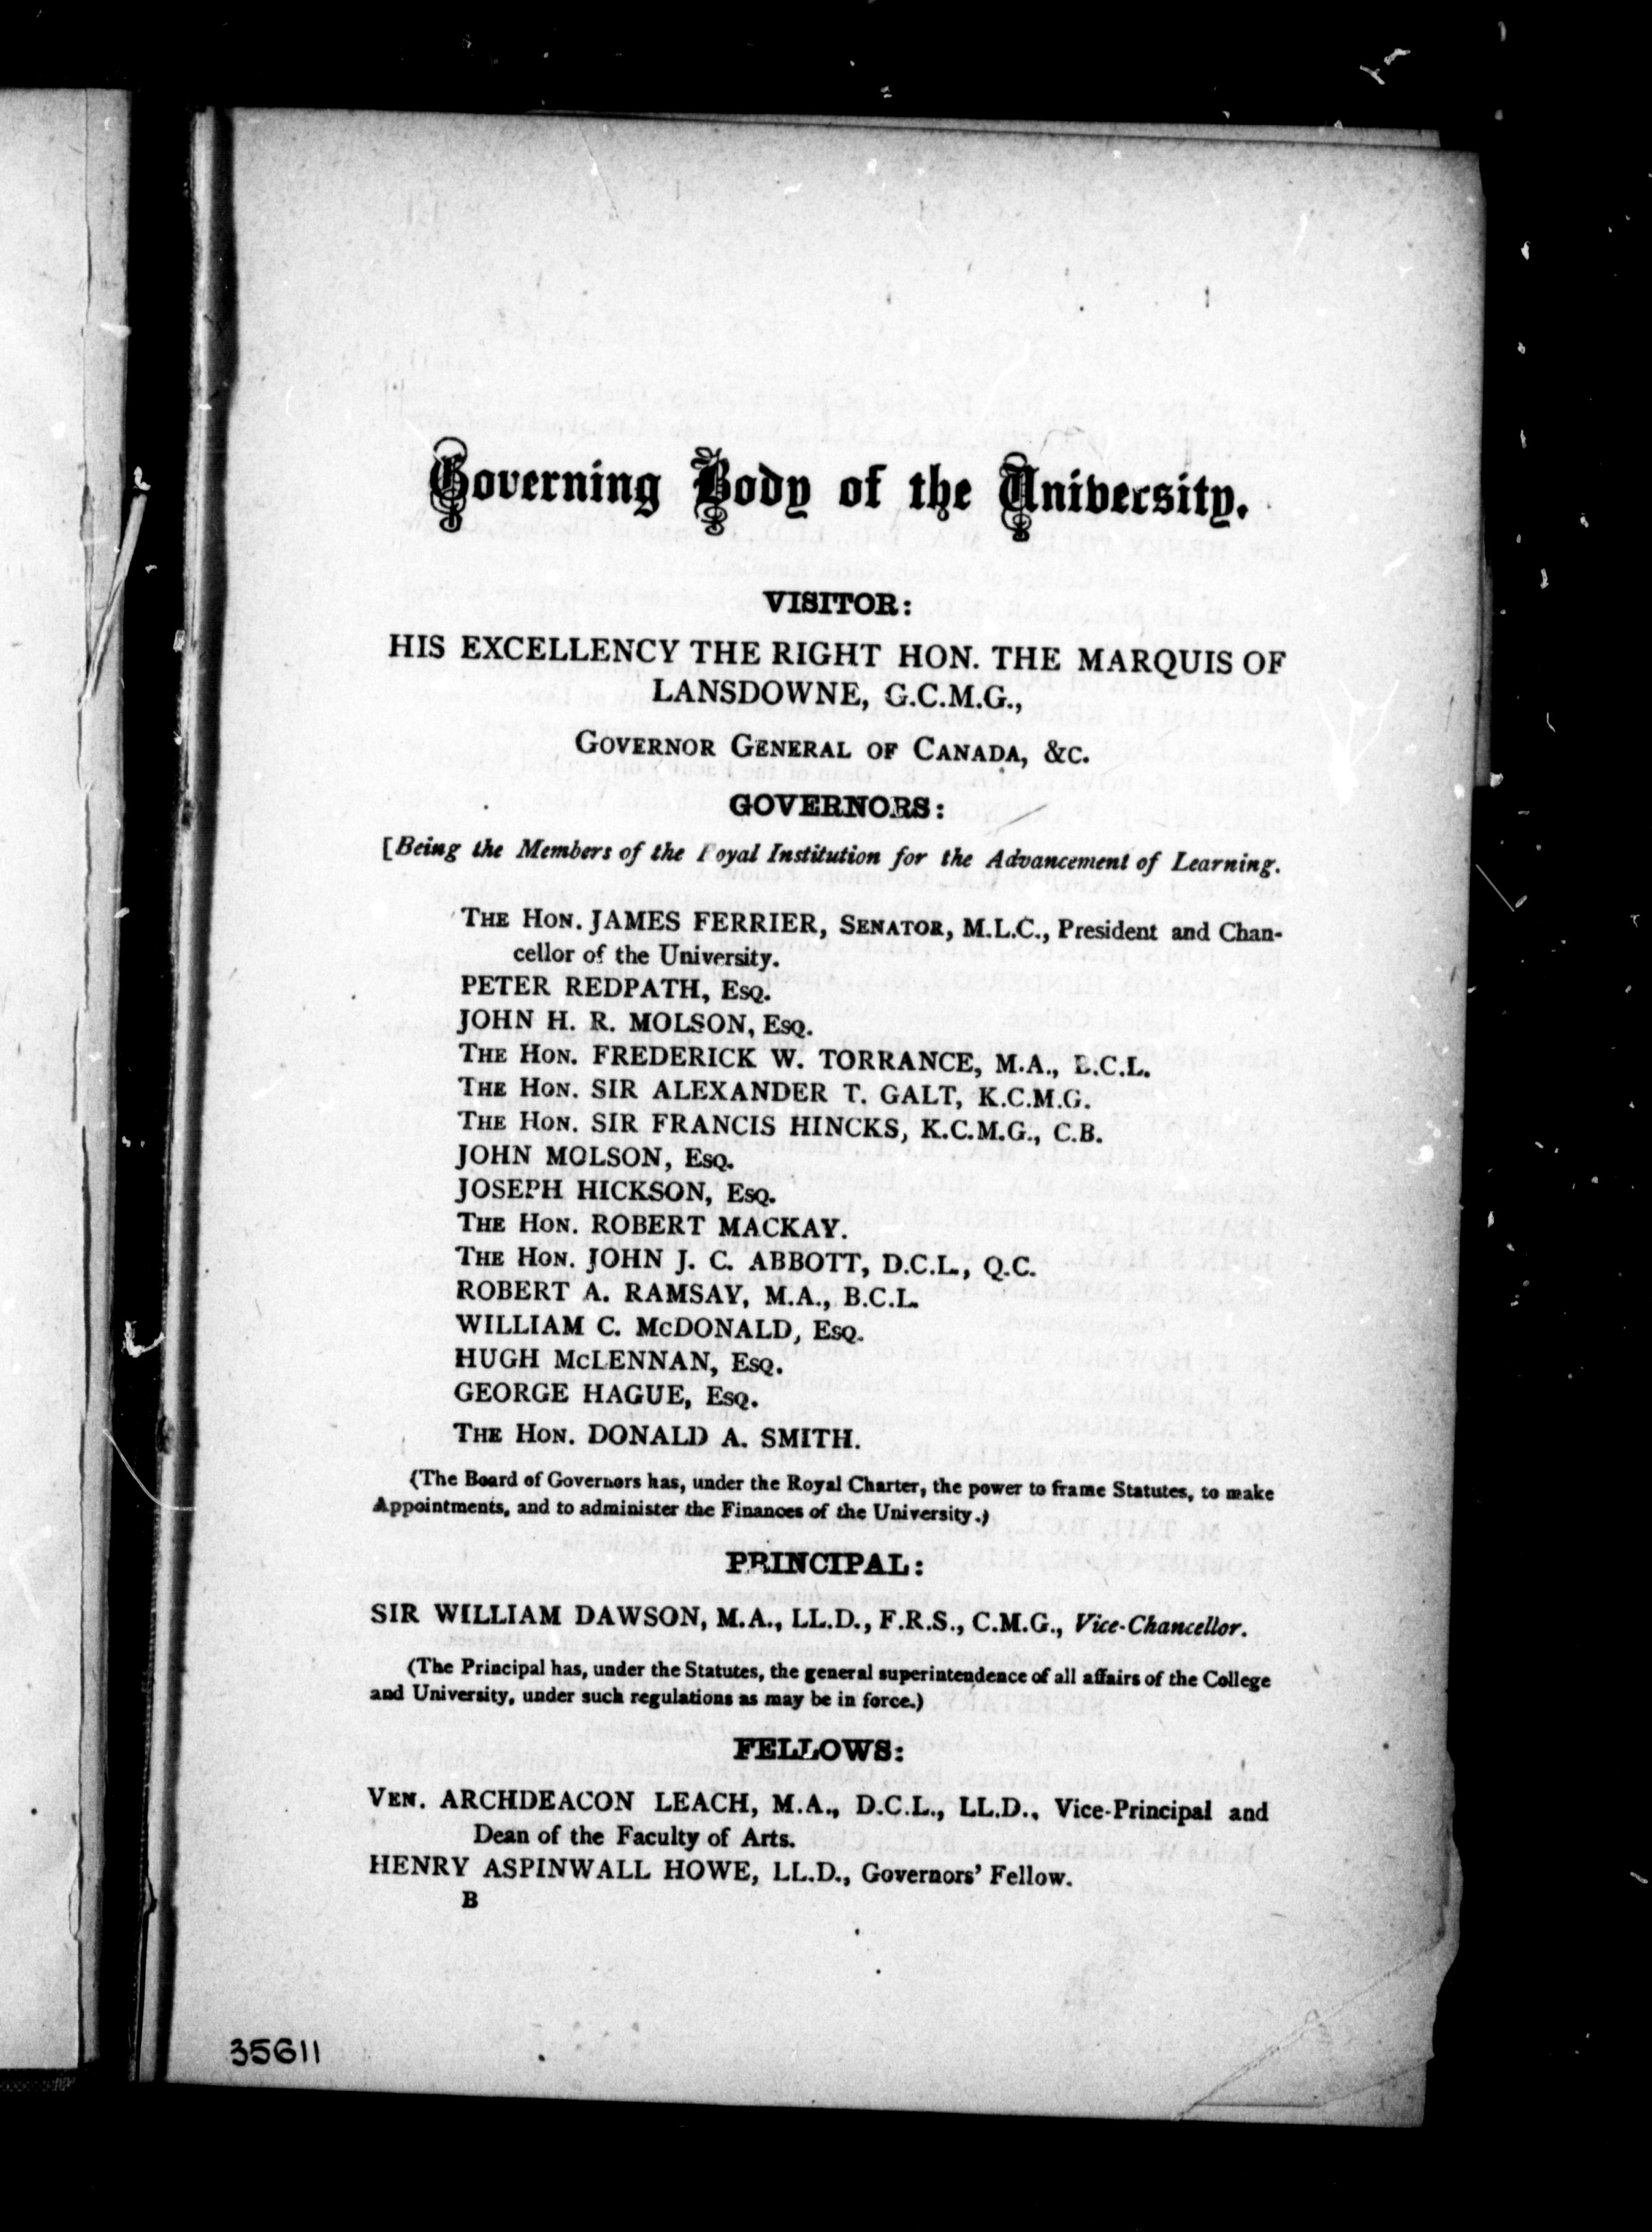 Governing Body of the University.
VISITOR:
HIS EXCELLENCY THE RIGHT HON. THE MARQUIS OF
LANSDOWNE, G.C.M.G.,
GOVERNOR GENERAL OF CANADA, &C.
GOVERNORS:
[Being the Members of the Royal Institution for the Advancement of Learning.
THE HON. JAMES FERRIER, SENATOR, M.L.C., President and Chan-
cellor of the University.
PETER REDPATH, ESQ.
JOHN H. R. MOLSON, ESQ.
THE HON. FREDERICK W. TORRANCE, M.A., B.C.L.
THE HON. SIR ALEXANDER T. GALT, K.C.M.G.
THE HON. SIR FRANCIS HINCKS, K.C.M.G., C.B.
JOHN MOLSON, ESQ.
JOSEPH HICKSON, ESQ.
THE HON. ROBERT MACKAY.
THE HON. JOHN J. C. ABBOTT, D.C.L., Q.C.
ROBERT A. RAMSAY, M.A., B.C.L.
WILLIAM C. McDONALD, ESQ.
HUGH McLENNAN, ESQ.
GEORGE HAGUE, ESQ.
THE HON. DONALD A. SMITH.
(The Board of Governors has, under the Royal Charter, the power to frame Statutes, to make
Appointments, and to administer the Finances of the University.)
PRINCIPAL:
SIR WILLIAM DAWSON, M.A., LL.D., F.R.S., C.M.G., Vice-Chancellor.
(The Principal has, under the Statutes, the general superintendence of all affairs of the College
and University, under such regulations as may be in force.)
FELLOWS:
VEN. ARCHDEACON LEACH, M.A., D.C.L., LL.D., Vice-Principal and
Dean of the Faculty of Arts.
HENRY ASPINWALL HOWE, LL.D., Governors' Fellow.
B
35611